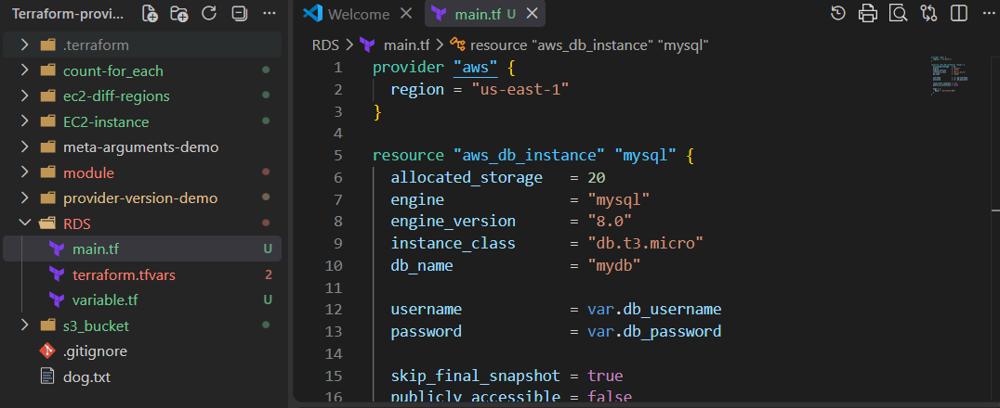 Terraform-provi...
.terraform
count-for_each
ec2-diff-regions
EC2-instance
meta-arguments-demo
module
provider-version-demo
RDS
main.tf U
terraform.tfvars 2
variable.tf U
s3_bucket
.gitignore
dog.txt
Welcome
main.tf U
RDS > main.tf > resource "aws_db_instance" "mysql"
1 provider "aws" {
2 region = "us-east-1"
3 }
4
5 resource "aws_db_instance" "mysql" {
6 allocated_storage = 20
7 engine = "mysql"
8 engine_version = "8.0"
9 instance_class = "db.t3.micro"
10 db_name = "mydb"
11
12 username = var.db_username
13 password = var.db_password
14
15 skip_final_snapshot = true
16 publicly_accessible = false